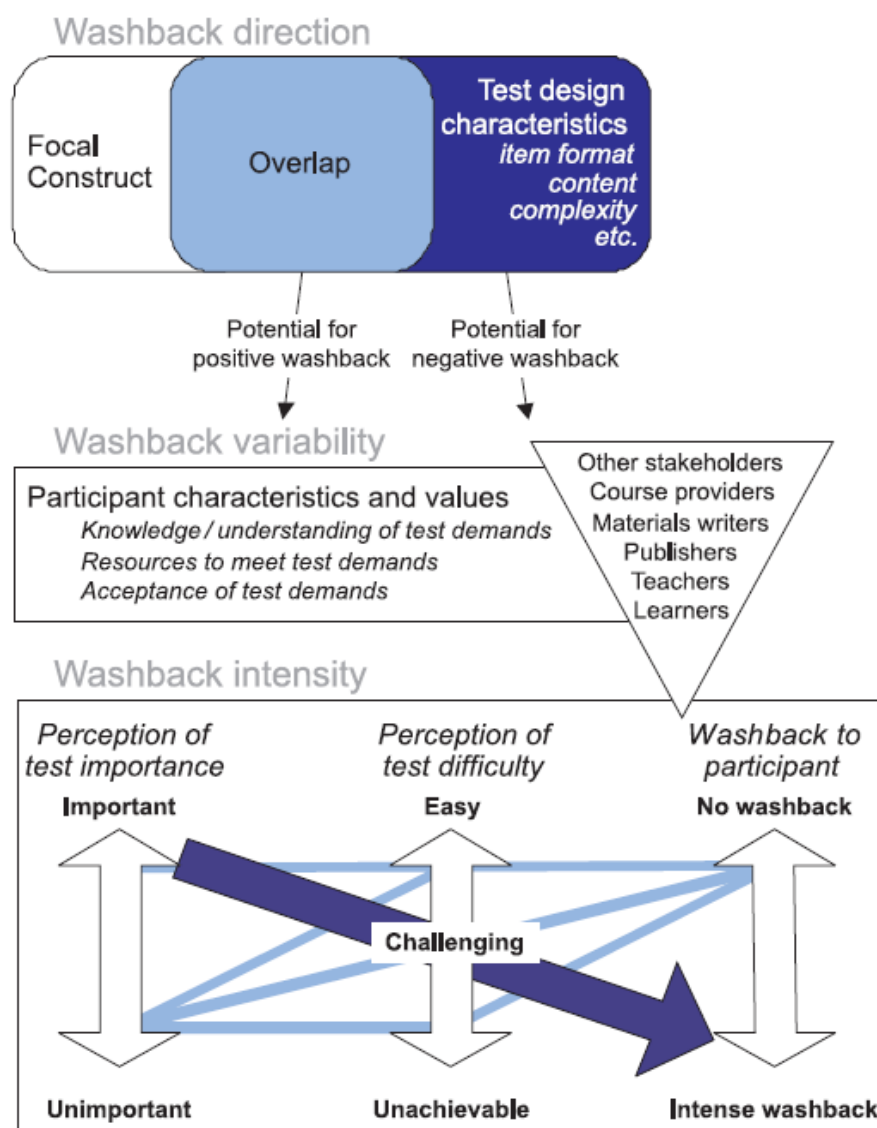 Washback direction
Focal
Construct
Overlap
Test design
characteristics
item format
content
complexity
etc.
Potential for
positive washback
Potential for
negative washback
Washback variability
Participant characteristics and values
Knowledge / understanding of test demands
Resources to meet test demands
Acceptance of test demands
Other stakeholders
Course providers
Materials writers
Publishers
Teachers
Learners
Washback intensity
Perception of
test importance
Perception of
test difficulty
Washback to
participant
Important
Easy
No washback
Challenging
Unimportant
Unachievable
Intense washback